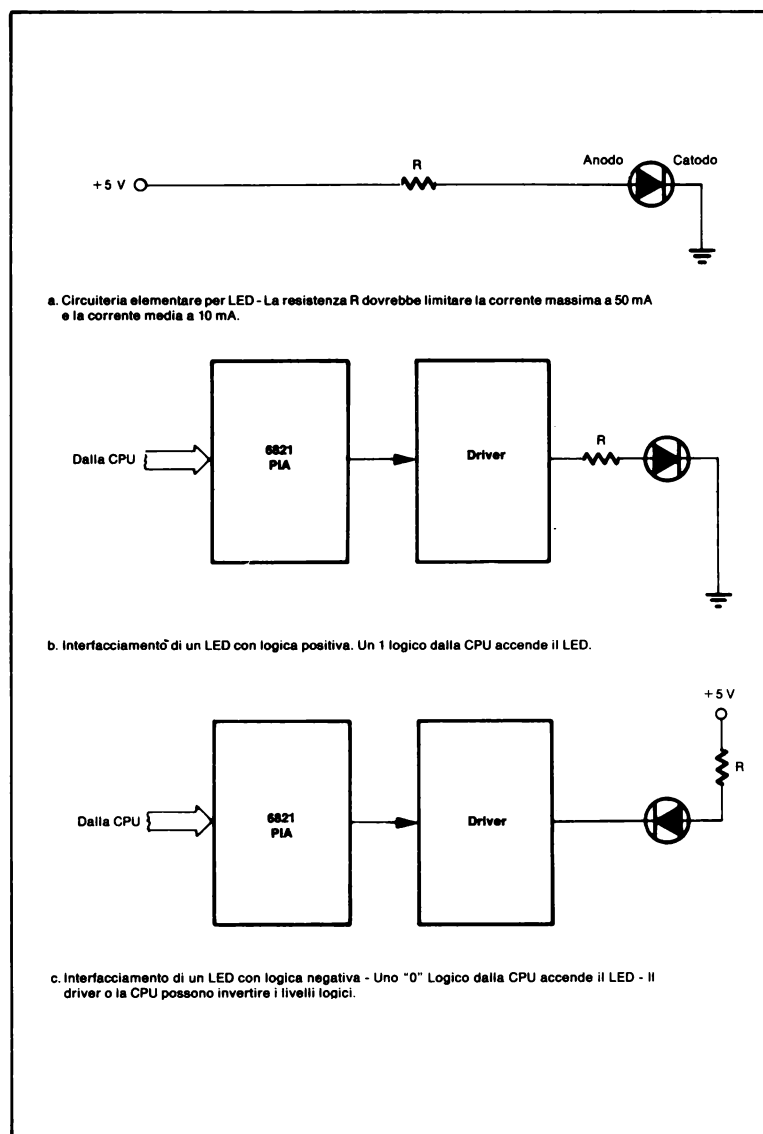 R
Anodo Catodo
+5 V
a. Circuiteria elementare per LED - La resistenza R dovrebbe limitare la corrente massima a 50 mA
e la corrente media a 10 mA.
Dalla CPU
6821
PIA
Driver
R
b. Interfacciamento di un LED con logica positiva. Un 1 logico dalla CPU accende il LED.
+5 V
R
Dalla CPU
6821
PIA
Driver
c. Interfacciamento di un LED con logica negativa - Uno "0" Logico dalla CPU accende il LED - Il
driver o la CPU possono invertire i livelli logici.